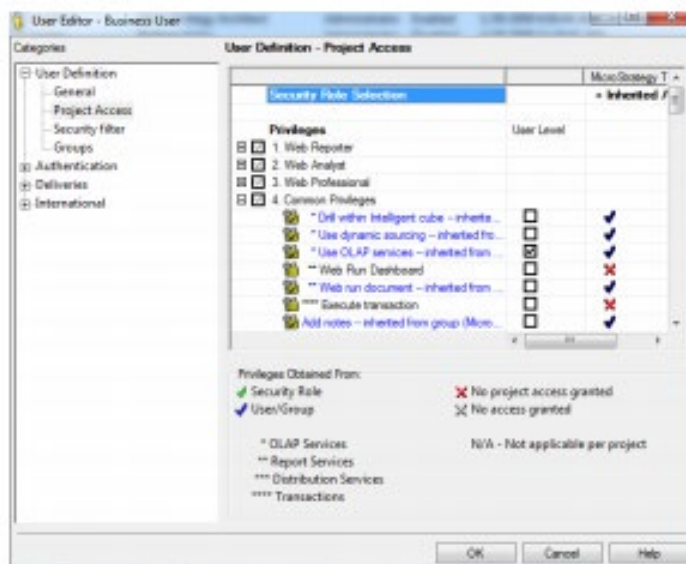 User Editor - Business User
Categories
User Definition
General
Project Access
Security filter
Groups
Authentication
Deliveries
International
User Definition - Project Access
MicroStrategy T
Security Role Selection
= Inherited A
Privileges
User Level
1. Web Reporter
2. Web Analyst
3. Web Professional
4. Common Privileges
* Drill within Intelligent cube -- inherite...
* Use dynamic sourcing -- inherited fro...
* Use OLAP services -- inherited from ...
** Web Run Dashboard
** Web run document -- inherited from ...
**** Execute transaction
Add notes -- inherited from group (Micro...
Privileges Obtained From:
Security Role
No project access granted
User/Group
No access granted
* OLAP Services
N/A - Not applicable per project
** Report Services
*** Distribution Services
**** Transactions
OK
Cancel
Help